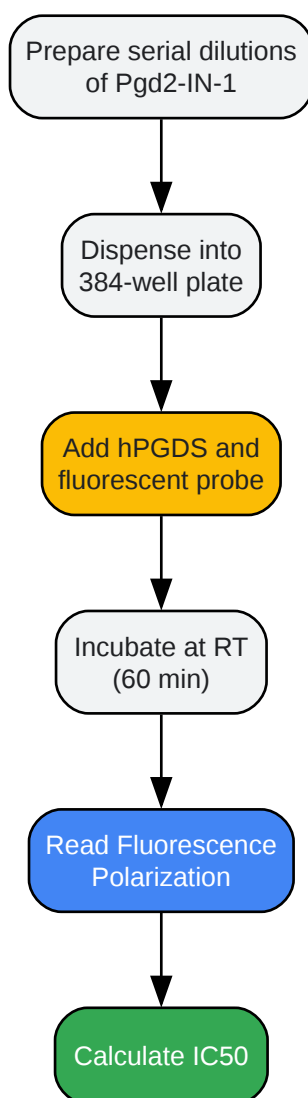 Prepare serial dilutions
of Pgd2-IN-1
Dispense into
384-well plate
Add hPGDS and
fluorescent probe
Incubate at RT
(60 min)
Read Fluorescence
Polarization
Calculate IC50